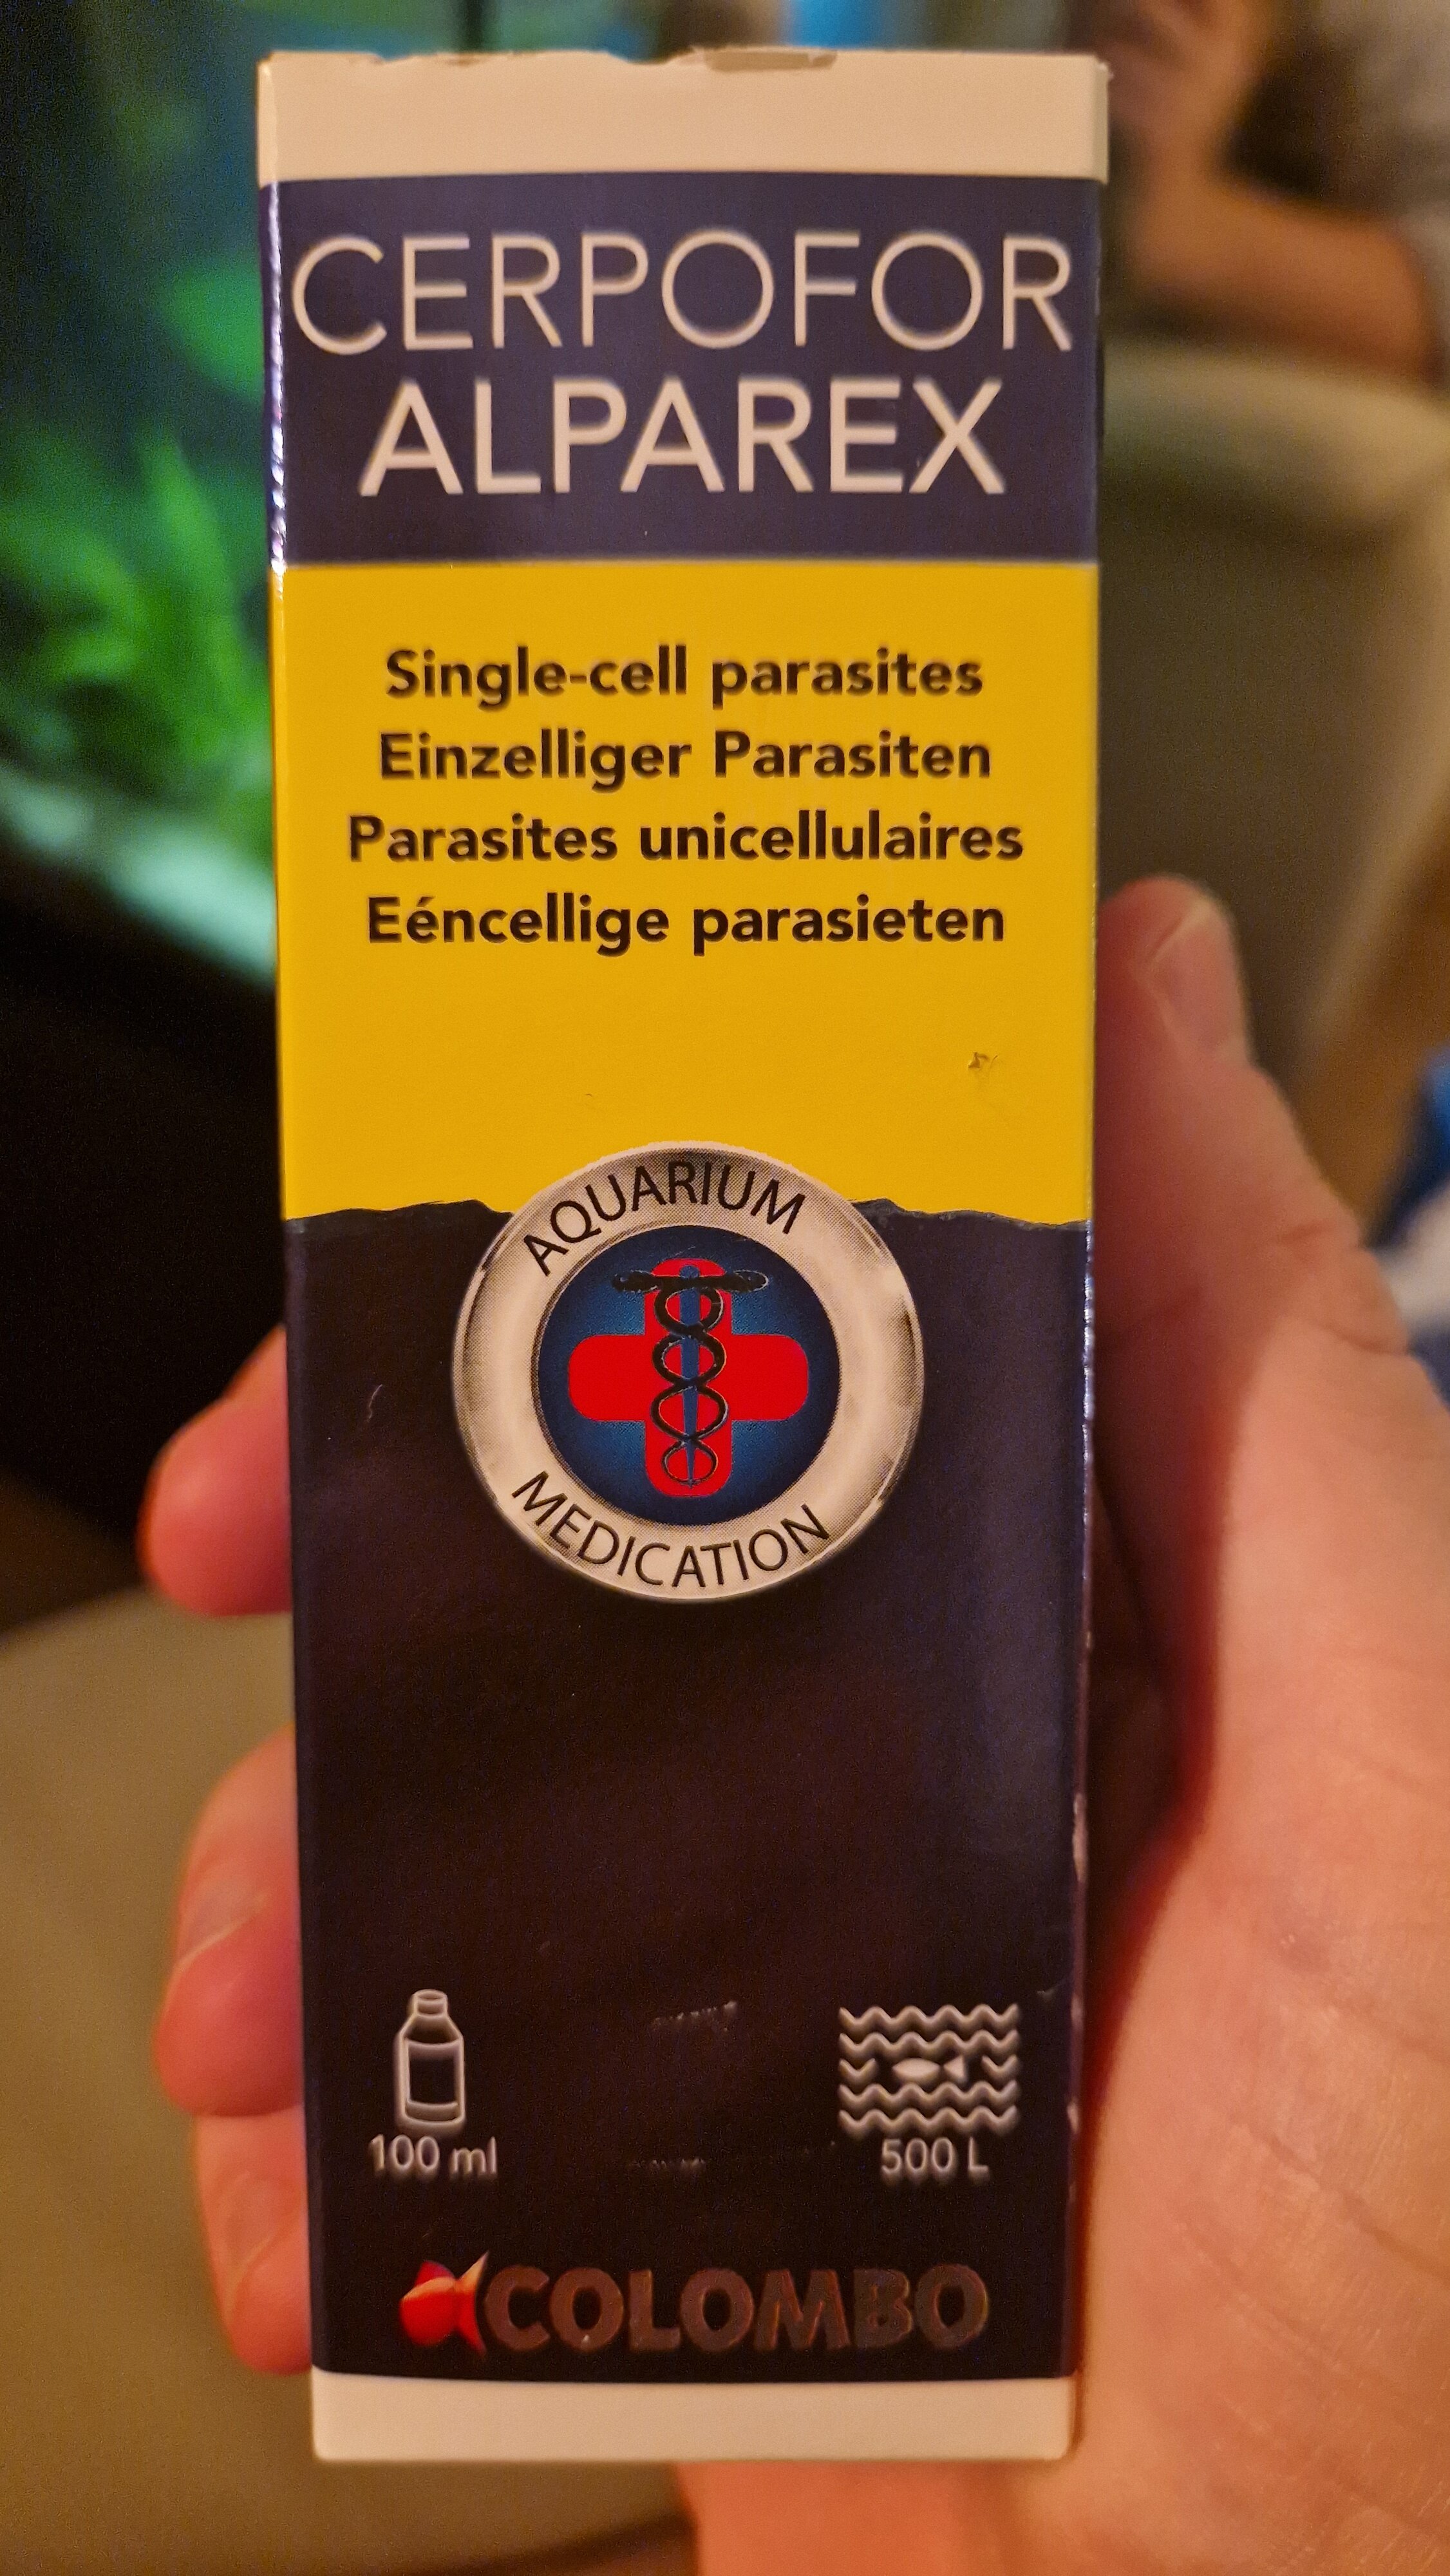 CERPOFOR
ALPAREX
Single-cell parasites
Einzelliger Parasiten
Parasites unicellulaires
Eéncellige parasieten
AQUARIUM
MEDICATION
100 ml
500 L
COLOMBO